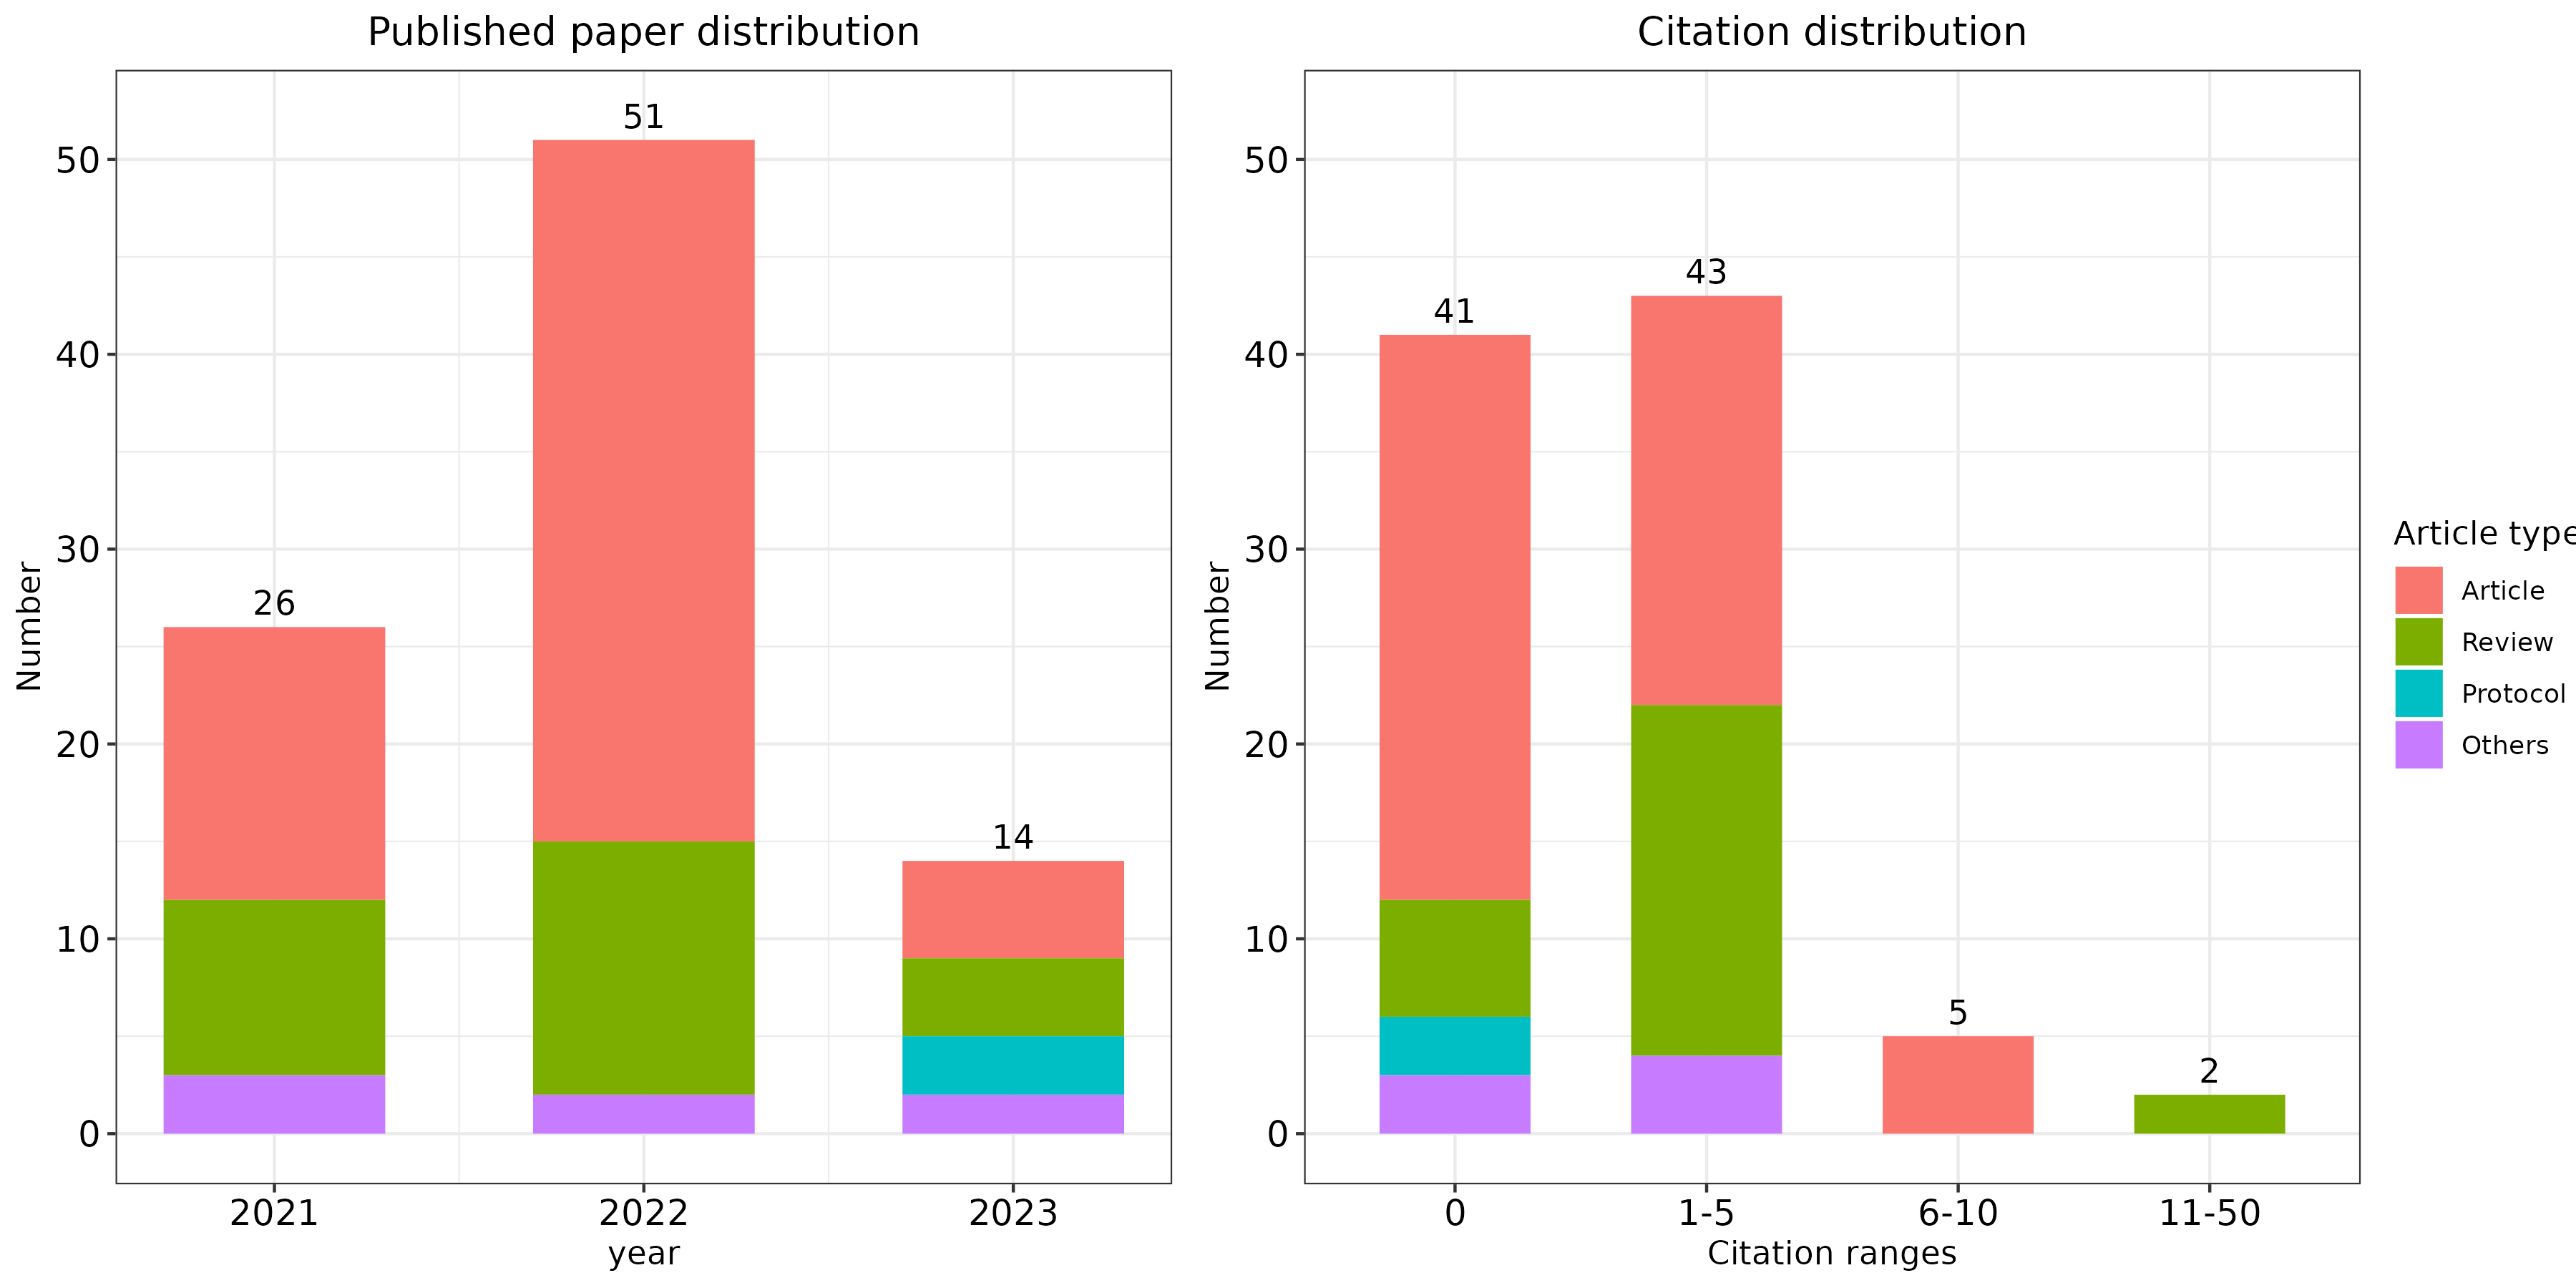 Published paper distribution
Number
50
40
30
20
10
0
51
26
14
2021 2022 2023
year
Citation distribution
Number
50
40
30
20
10
0
41
43
5
2
0 1-5 6-10 11-50
Citation ranges
Article type
Article
Review
Protocol
Others